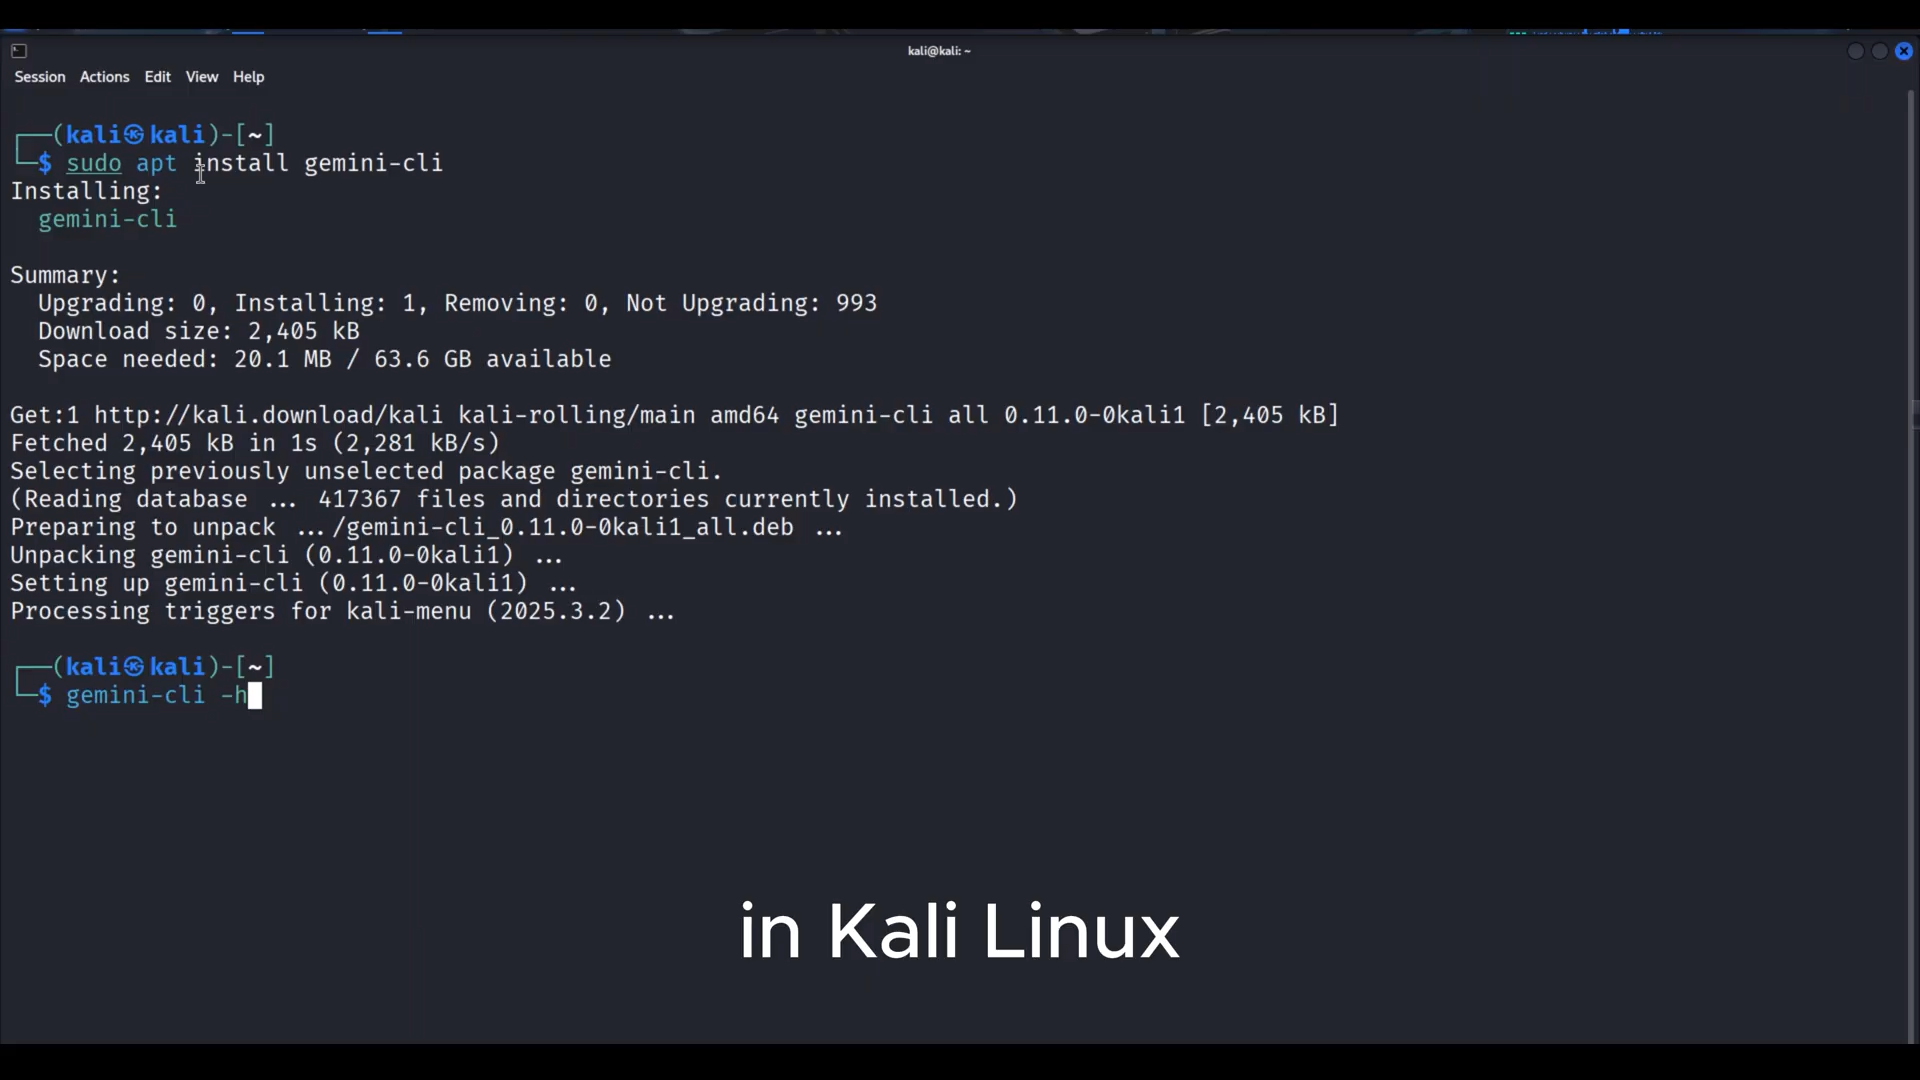 kali@kali: ~
Session Actions Edit View Help
┌──(kali㉿kali)-[~]
└─$ sudo apt install gemini-cli
Installing:
gemini-cli
Summary:
Upgrading: 0, Installing: 1, Removing: 0, Not Upgrading: 993
Download size: 2,405 kB
Space needed: 20.1 MB / 63.6 GB available
Get:1 http://kali.download/kali kali-rolling/main amd64 gemini-cli all 0.11.0-0kali1 [2,405 kB]
Fetched 2,405 kB in 1s (2,281 kB/s)
Selecting previously unselected package gemini-cli.
(Reading database ... 417367 files and directories currently installed.)
Preparing to unpack .../gemini-cli_0.11.0-0kali1_all.deb ...
Unpacking gemini-cli (0.11.0-0kali1) ...
Setting up gemini-cli (0.11.0-0kali1) ...
Processing triggers for kali-menu (2025.3.2) ...
┌──(kali㉿kali)-[~]
└─$ gemini-cli -h
in Kali Linux